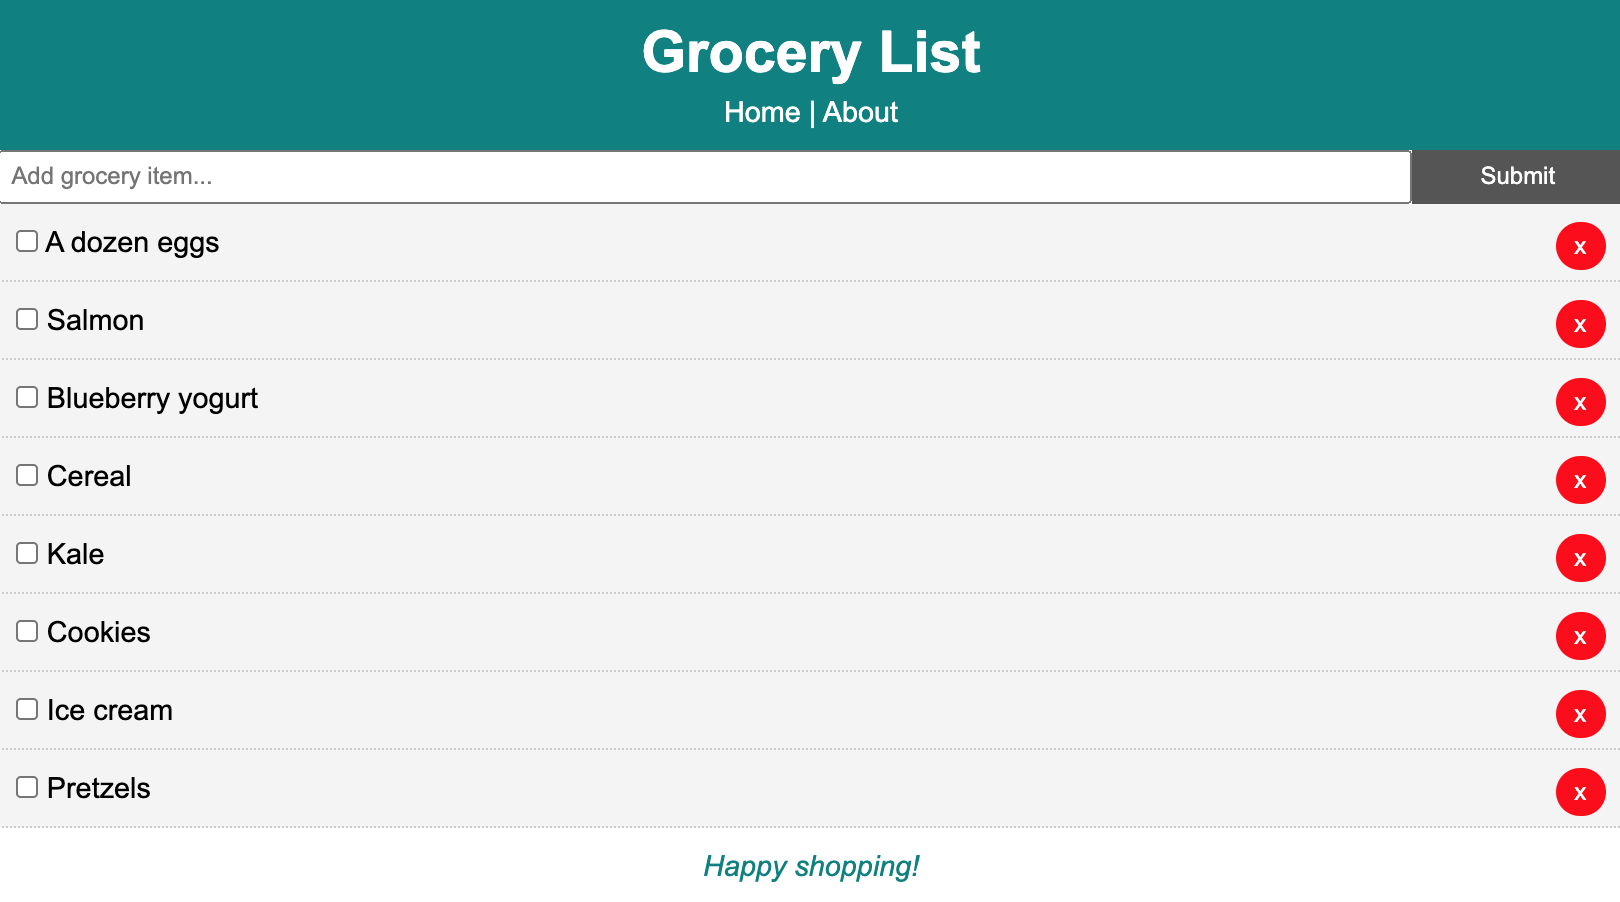 Grocery List
Home | About
Add grocery item...
Submit
A dozen eggs
x
Salmon
x
Blueberry yogurt
x
Cereal
x
Kale
x
Cookies
x
Ice cream
x
Pretzels
x
Happy shopping!